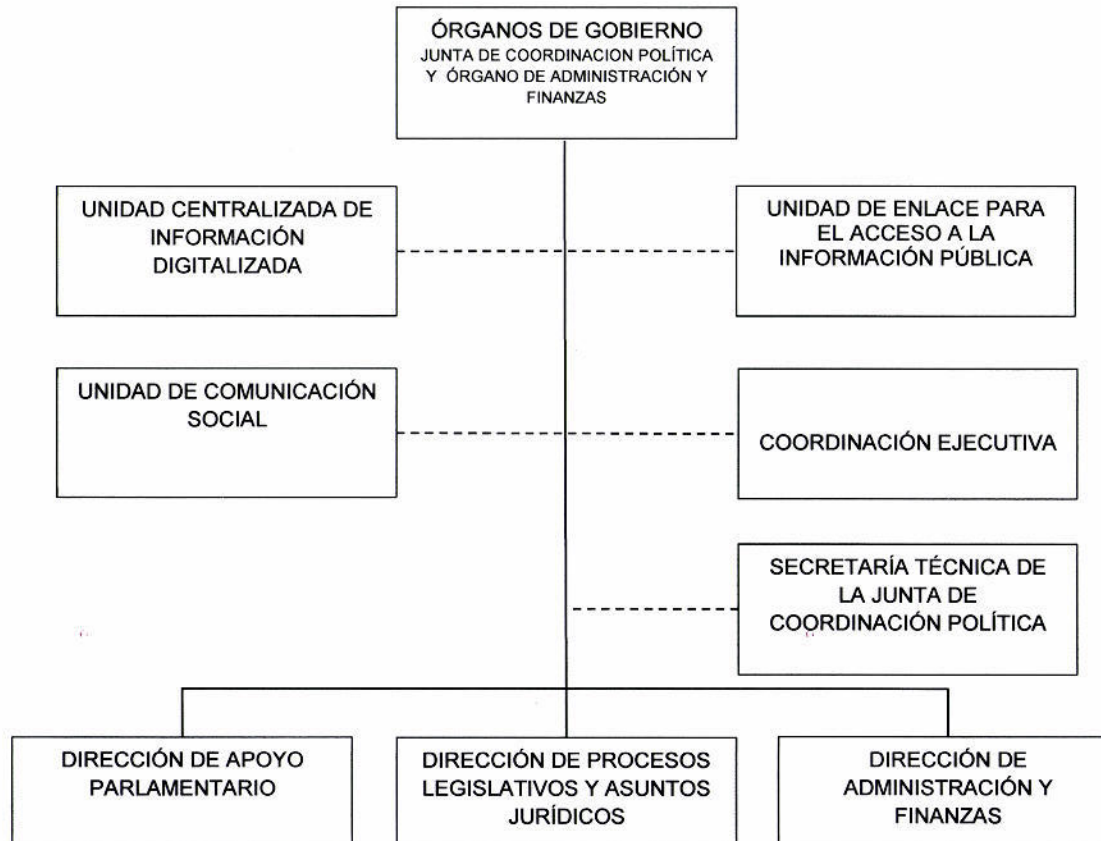 ÓRGANOS DE GOBIERNO
JUNTA DE COORDINACION POLÍTICA
Y ÓRGANO DE ADMINISTRACIÓN Y
FINANZAS
UNIDAD CENTRALIZADA DE
INFORMACIÓN
DIGITALIZADA
UNIDAD DE ENLACE PARA
EL ACCESO A LA
INFORMACIÓN PÚBLICA
UNIDAD DE COMUNICACIÓN
SOCIAL
COORDINACIÓN EJECUTIVA
SECRETARÍA TÉCNICA DE
LA JUNTA DE
COORDINACIÓN POLÍTICA
DIRECCIÓN DE APOYO
PARLAMENTARIO
DIRECCIÓN DE PROCESOS
LEGISLATIVOS Y ASUNTOS
JURÍDICOS
DIRECCIÓN DE
ADMINISTRACIÓN Y
FINANZAS